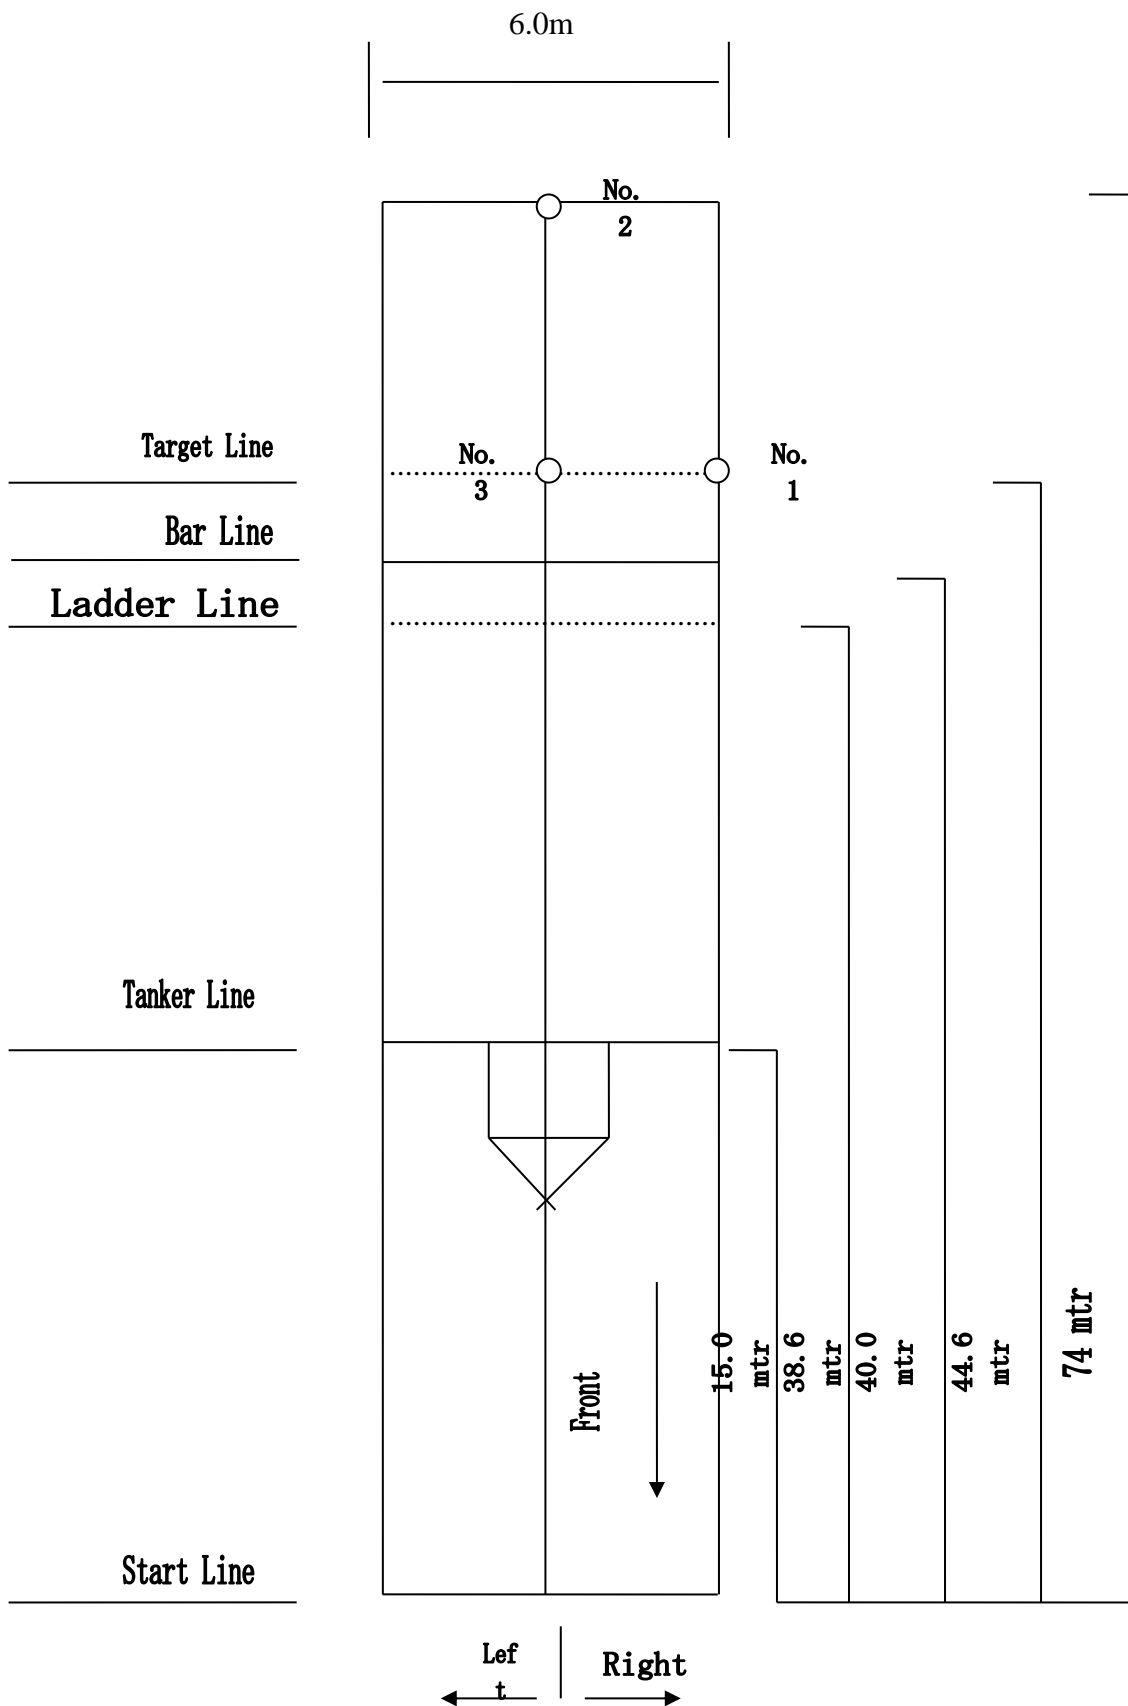 6.0m
No.
2
Target Line
No.
3
No.
1
Bar Line
Ladder Line
Tanker Line
15.0
mtr
38.6
mtr
40.0
mtr
44.6
mtr
74 mtr
Front
Start Line
Lef
t
Right